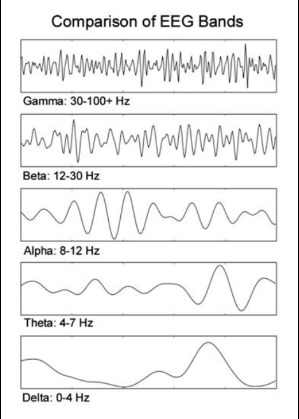 Comparison of EEG Bands
Gamma: 30-100+ Hz
Beta: 12-30 Hz
Alpha: 8-12 Hz
Theta: 4-7 Hz
Delta: 0-4 Hz